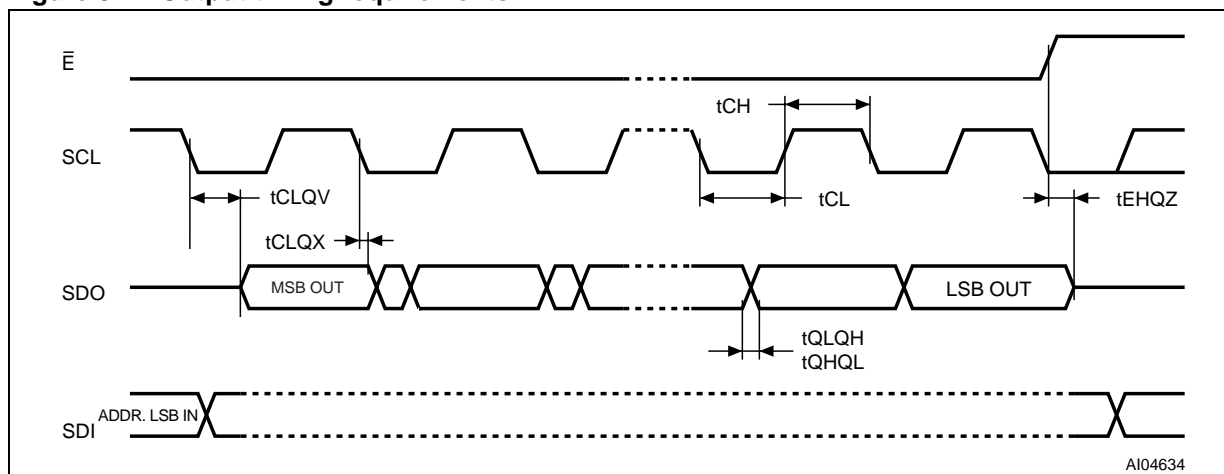 Ē
tCH
SCL
tCLQV
tCL
tEHQZ
tCLQX
SDO
MSB OUT
LSB OUT
tQLQH
tQHQL
SDI
ADDR. LSB IN
AI04634